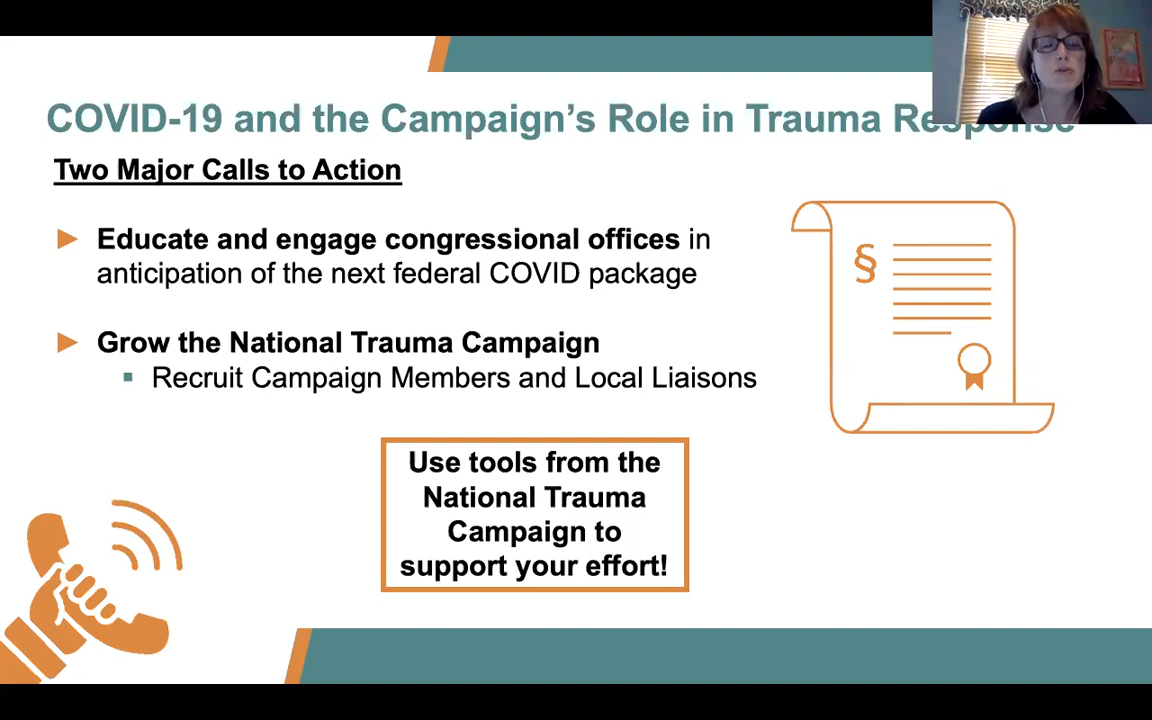 COVID-19 and the Campaign's Role in Trauma Response
Two Major Calls to Action
► Educate and engage congressional offices in
anticipation of the next federal COVID package
► Grow the National Trauma Campaign
▪ Recruit Campaign Members and Local Liaisons
§
Use tools from the
National Trauma
Campaign to
support your effort!